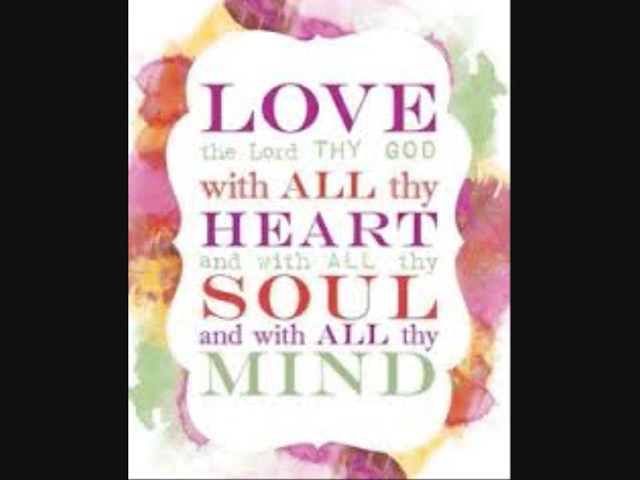 LOVE
the Lord THY GOD
with ALL thy
HEART
and with ALL thy
SOUL
and with ALL thy
MIND